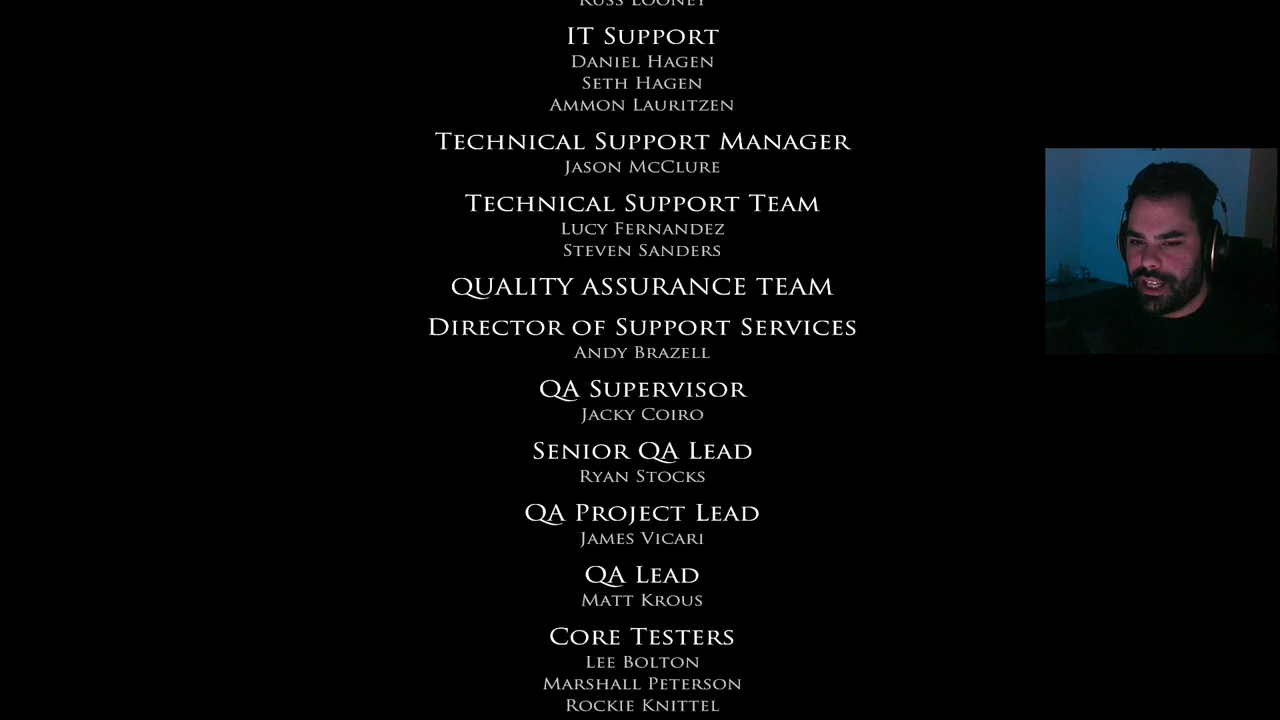 Russ Looney
IT Support
Daniel Hagen
Seth Hagen
Ammon Lauritzen
Technical Support Manager
Jason McClure
Technical Support Team
Lucy Fernandez
Steven Sanders
QUALITY ASSURANCE TEAM
Director of Support Services
Andy Brazell
QA Supervisor
Jacky Coiro
Senior QA Lead
Ryan Stocks
QA Project Lead
James Vicari
QA Lead
Matt Krous
Core Testers
Lee Bolton
Marshall Peterson
Rockie Knittel